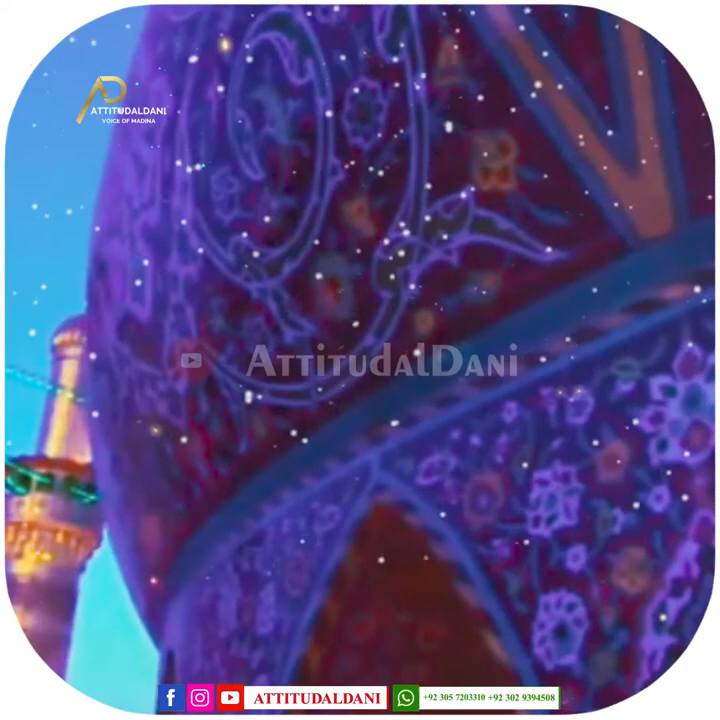 ATTITUDALDANI
VOICE OF MADINA
ATTITUDALDANI
ATTITUDALDANI
+92 305 7203310 +92 302 9394508